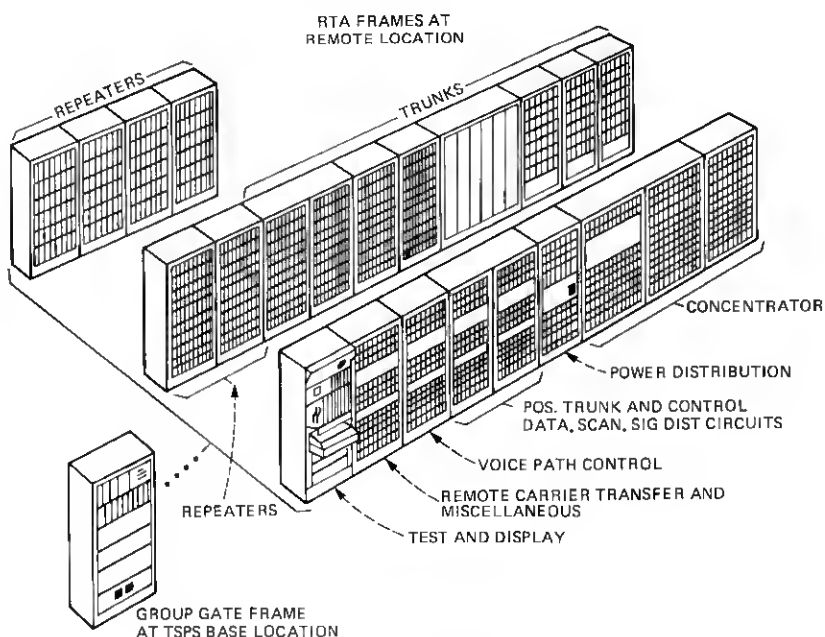 RTA FRAMES AT
REMOTE LOCATION
REPEATERS
TRUNKS
CONCENTRATOR
POWER DISTRIBUTION
POS. TRUNK AND CONTROL
DATA, SCAN, SIG DIST CIRCUITS
VOICE PATH CONTROL
REPEATERS
REMOTE CARRIER TRANSFER AND
MISCELLANEOUS
TEST AND DISPLAY
GROUP GATE FRAME
AT TSPS BASE LOCATION